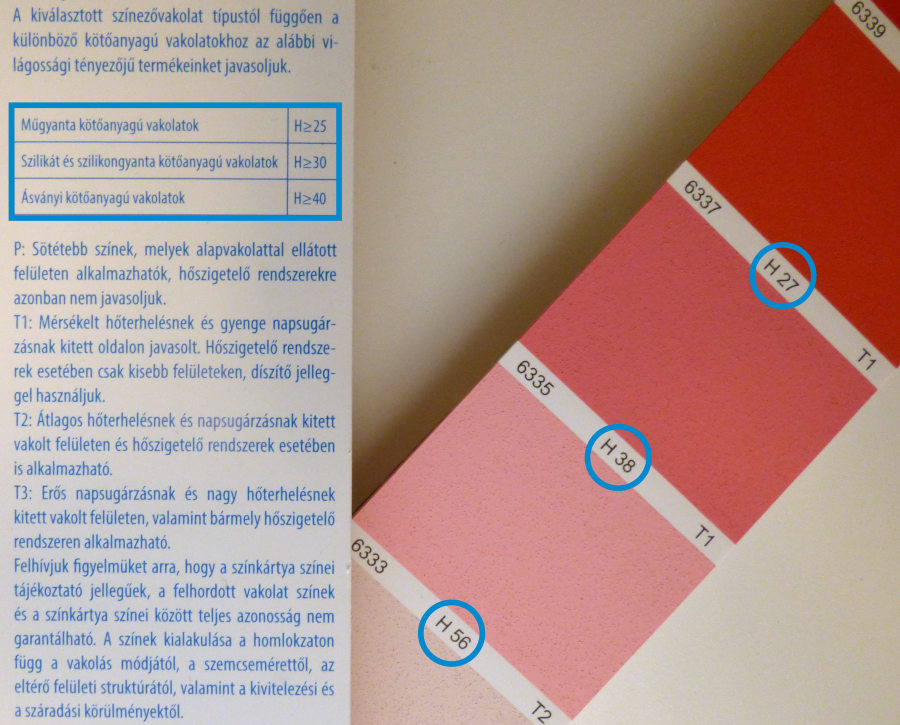 A kiválasztott színezővakolat típustól függően a
különböző kötőanyagú vakolatokhoz az alábbi vi-
lágossági tényezőjű termékeinket javasoljuk.
Műgyanta kötőanyagú vakolatok H≥25
Szilikát és szilikongyanta kötőanyagú vakolatok H≥30
Ásványi kötőanyagú vakolatok H≥40
P: Sötétebb színek, melyek alapvakolattal ellátott
felületen alkalmazhatók, hőszigetelő rendszerekre
azonban nem javasoljuk.
T1: Mérsékelt hőterhelésnek és gyenge napsugár-
zásnak kitett oldalon javasolt. Hőszigetelő rendsze-
rek esetében csak kisebb felületeken, díszítő jelleg-
gel használjuk.
T2: Átlagos hőterhelésnek és napsugárzásnak kitett
vakolt felületen és hőszigetelő rendszerek esetében
is alkalmazható.
T3: Erős napsugárzásnak és nagy hőterhelésnek
kitett vakolt felületen, valamint bármely hőszigetelő
rendszeren alkalmazható.
Felhívjuk figyelmüket arra, hogy a színkártya színei
tájékoztató jellegűek, a felhordott vakolat színek
és a színkártya színei között teljes azonosság nem
garantálható. A színek kialakulása a homlokzaton
függ a vakolás módjától, a szemcsemérettől, az
eltérő felületi struktúrától, valamint a kivitelezési és
a száradási körülményektől.
6339
6337 H 27 T1
6335 H 38 T1
6333 H 56 T2